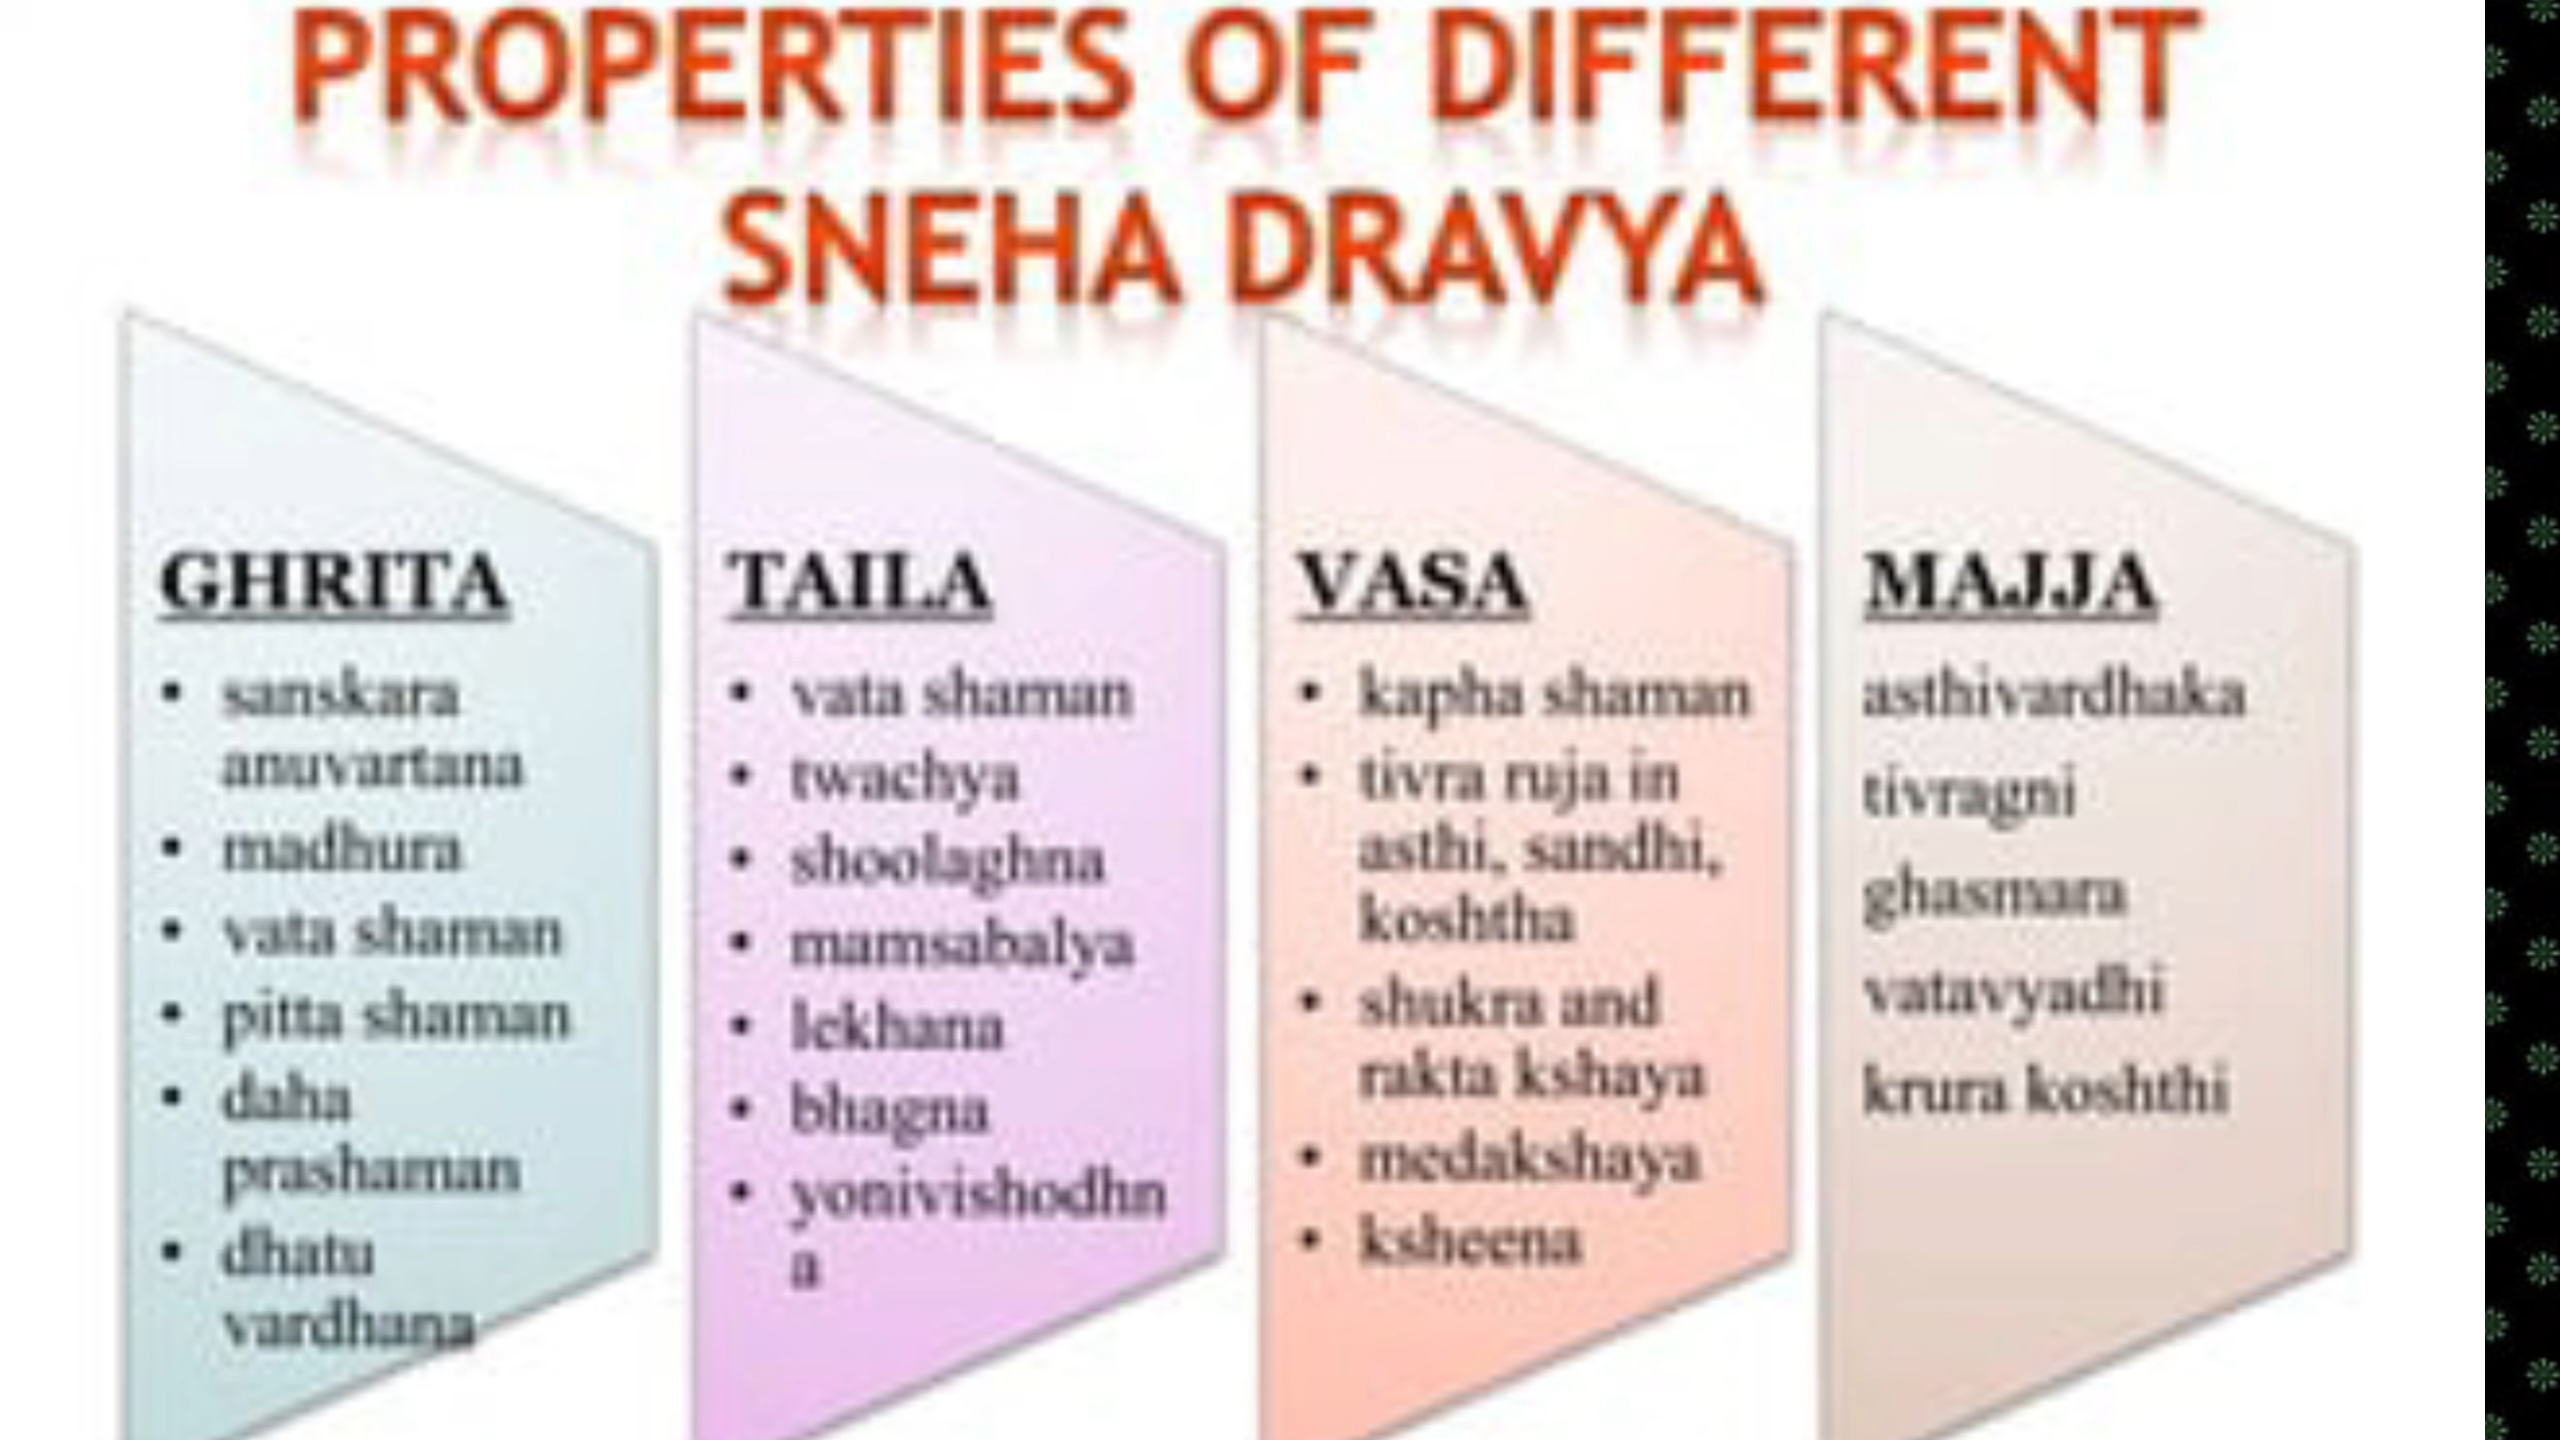 PROPERTIES OF DIFFERENT
SNEHA DRAVYA
GHRITA
• sanskara
anuvartana
• madhura
• vata shaman
• pitta shaman
• daha
prashaman
• dhatu
vardhana
TAILA
• vata shaman
• twachya
• shoolaghna
• mamsabalya
• lekhana
• bhagna
• yonivishodhn
a
VASA
• kapha shaman
• tivra ruja in
asthi, sandhi,
koshtha
• shukra and
rakta kshaya
• medakshaya
• ksheena
MAJJA
asthivardhaka
tivragni
ghasmara
vatavyadhi
krura koshthi